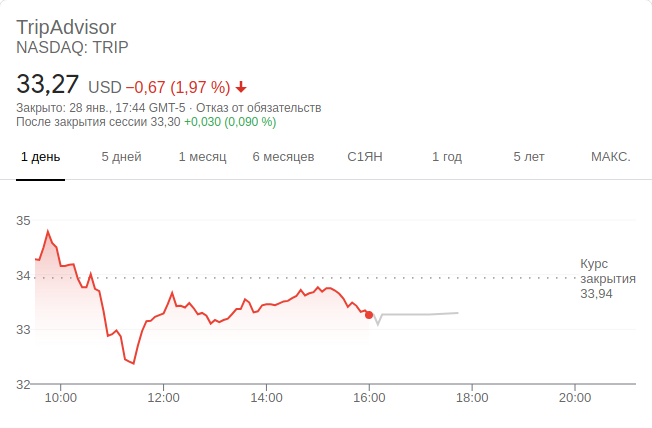 TripAdvisor
NASDAQ: TRIP
33,27 USD −0,67 (1,97 %)
Закрыто: 28 янв., 17:44 GMT-5 · Отказ от обязательств
После закрытия сессии 33,30 +0,030 (0,090 %)
1 день 5 дней 1 месяц 6 месяцев С1ЯН 1 год 5 лет МАКС.
35
34
33
32
Курс
закрытия
33,94
10:00 12:00 14:00 16:00 18:00 20:00